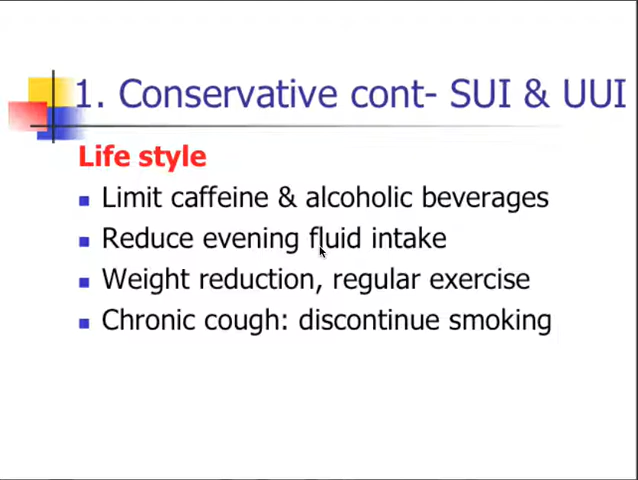 1. Conservative cont- SUI & UUI
Life style
Limit caffeine & alcoholic beverages
Reduce evening fluid intake
Weight reduction, regular exercise
Chronic cough: discontinue smoking